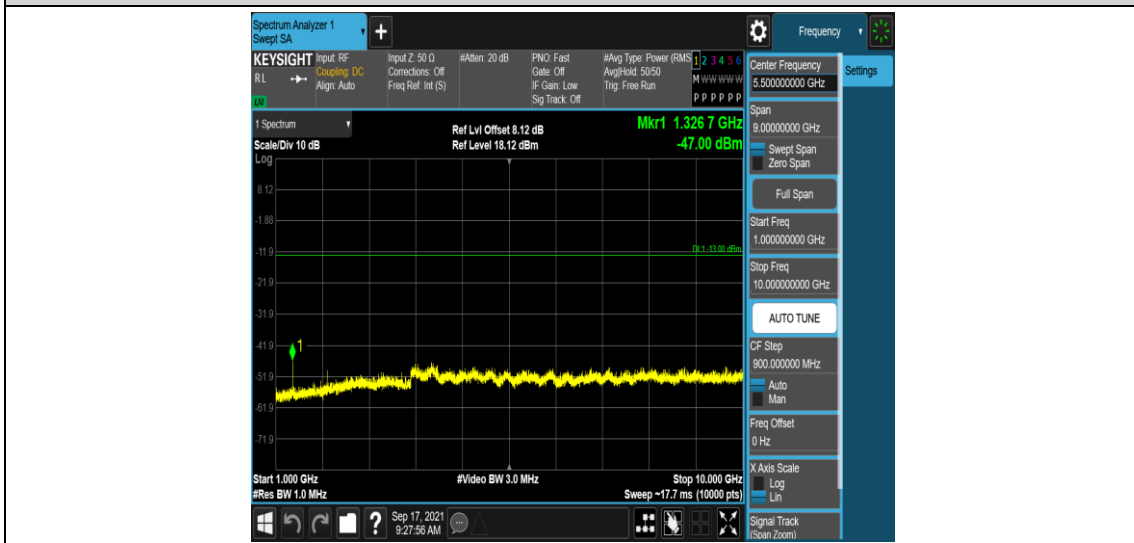 Spectrum Analyzer 1
Swept SA
+
Frequency
KEYSIGHT
RL
LXI
Input: RF
Coupling: DC
Align: Auto
Input Z: 50 Ω
Corrections: Off
Freq Ref: Int (S)
#Atten: 20 dB
PNO: Fast
Gate: Off
IF Gain: Low
Sig Track: Off
#Avg Type: Power (RMS
Avg|Hold: 50/50
Trig: Free Run
1 2 3 4 5 6
M W W W W W
P P P P P P
1 Spectrum
Scale/Div 10 dB
Ref Lvl Offset 8.12 dB
Ref Level 18.12 dBm
Mkr1 1.326 7 GHz
-47.00 dBm
Log
8.12
-1.88
-11.9
DL1 -13.00 dBm
-21.9
-31.9
-41.9
1
-51.9
-61.9
-71.9
Start 1.000 GHz
#Video BW 3.0 MHz
Stop 10.000 GHz
#Res BW 1.0 MHz
Sweep ~17.7 ms (10000 pts)
Sep 17, 2021
9:27:56 AM
?
Center Frequency
5.500000000 GHz
Settings
Span
9.00000000 GHz
Swept Span
Zero Span
Full Span
Start Freq
1.000000000 GHz
Stop Freq
10.000000000 GHz
AUTO TUNE
CF Step
900.000000 MHz
Auto
Man
Freq Offset
0 Hz
X Axis Scale
Log
Lin
Signal Track
(Span Zoom)